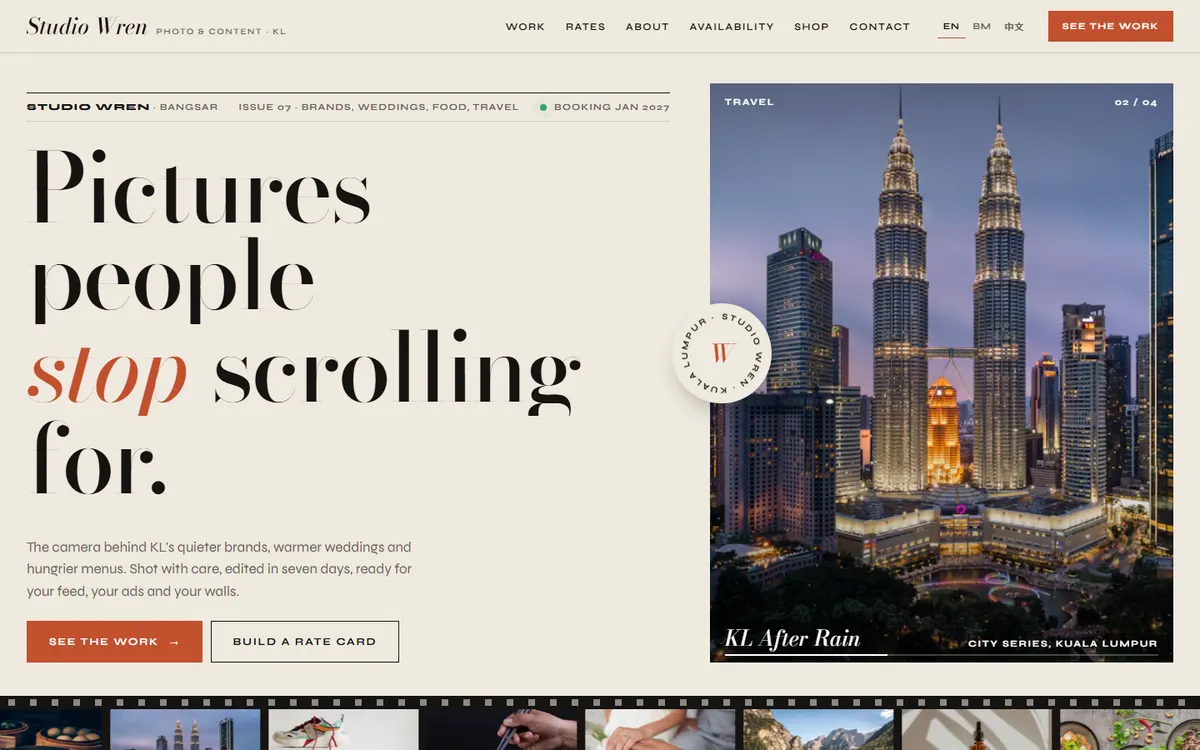 Studio Wren PHOTO & CONTENT · KL
WORK RATES ABOUT AVAILABILITY SHOP CONTACT
EN BM 中文
SEE THE WORK
STUDIO WREN · BANGSAR ISSUE 07 · BRANDS, WEDDINGS, FOOD, TRAVEL BOOKING JAN 2027
Pictures
people
stop scrolling
for.
The camera behind KL's quieter brands, warmer weddings and
hungrier menus. Shot with care, edited in seven days, ready for
your feed, your ads and your walls.
SEE THE WORK →
BUILD A RATE CARD
TRAVEL 02 / 04
STUDIO WREN · KUALA LUMPUR ·
W
KL After Rain CITY SERIES, KUALA LUMPUR